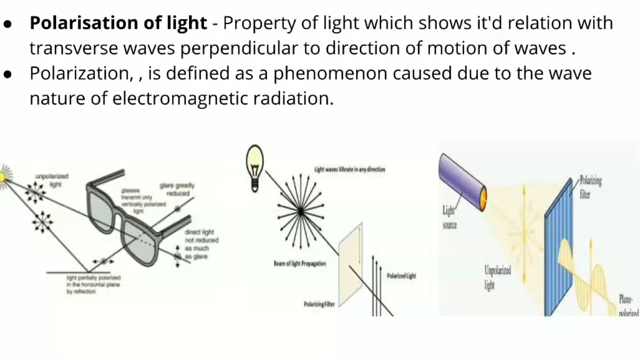 ● Polarisation of light - Property of light which shows it'd relation with
transverse waves perpendicular to direction of motion of waves .
● Polarization, , is defined as a phenomenon caused due to the wave
nature of electromagnetic radiation.
unpolarized
light
glasses
transmit only
vertically polarized
light
glare greatly
reduced
direct light
not reduced
as much
as glare
light partially polarized
in the horizontal plane
by reflection
Light waves Vibrate in any direction
Beam of light Propagation
Polarizing Filter
Polarized Light
Light
source
Unpolarized
light
Polarizing
filter
Plane-
polarized